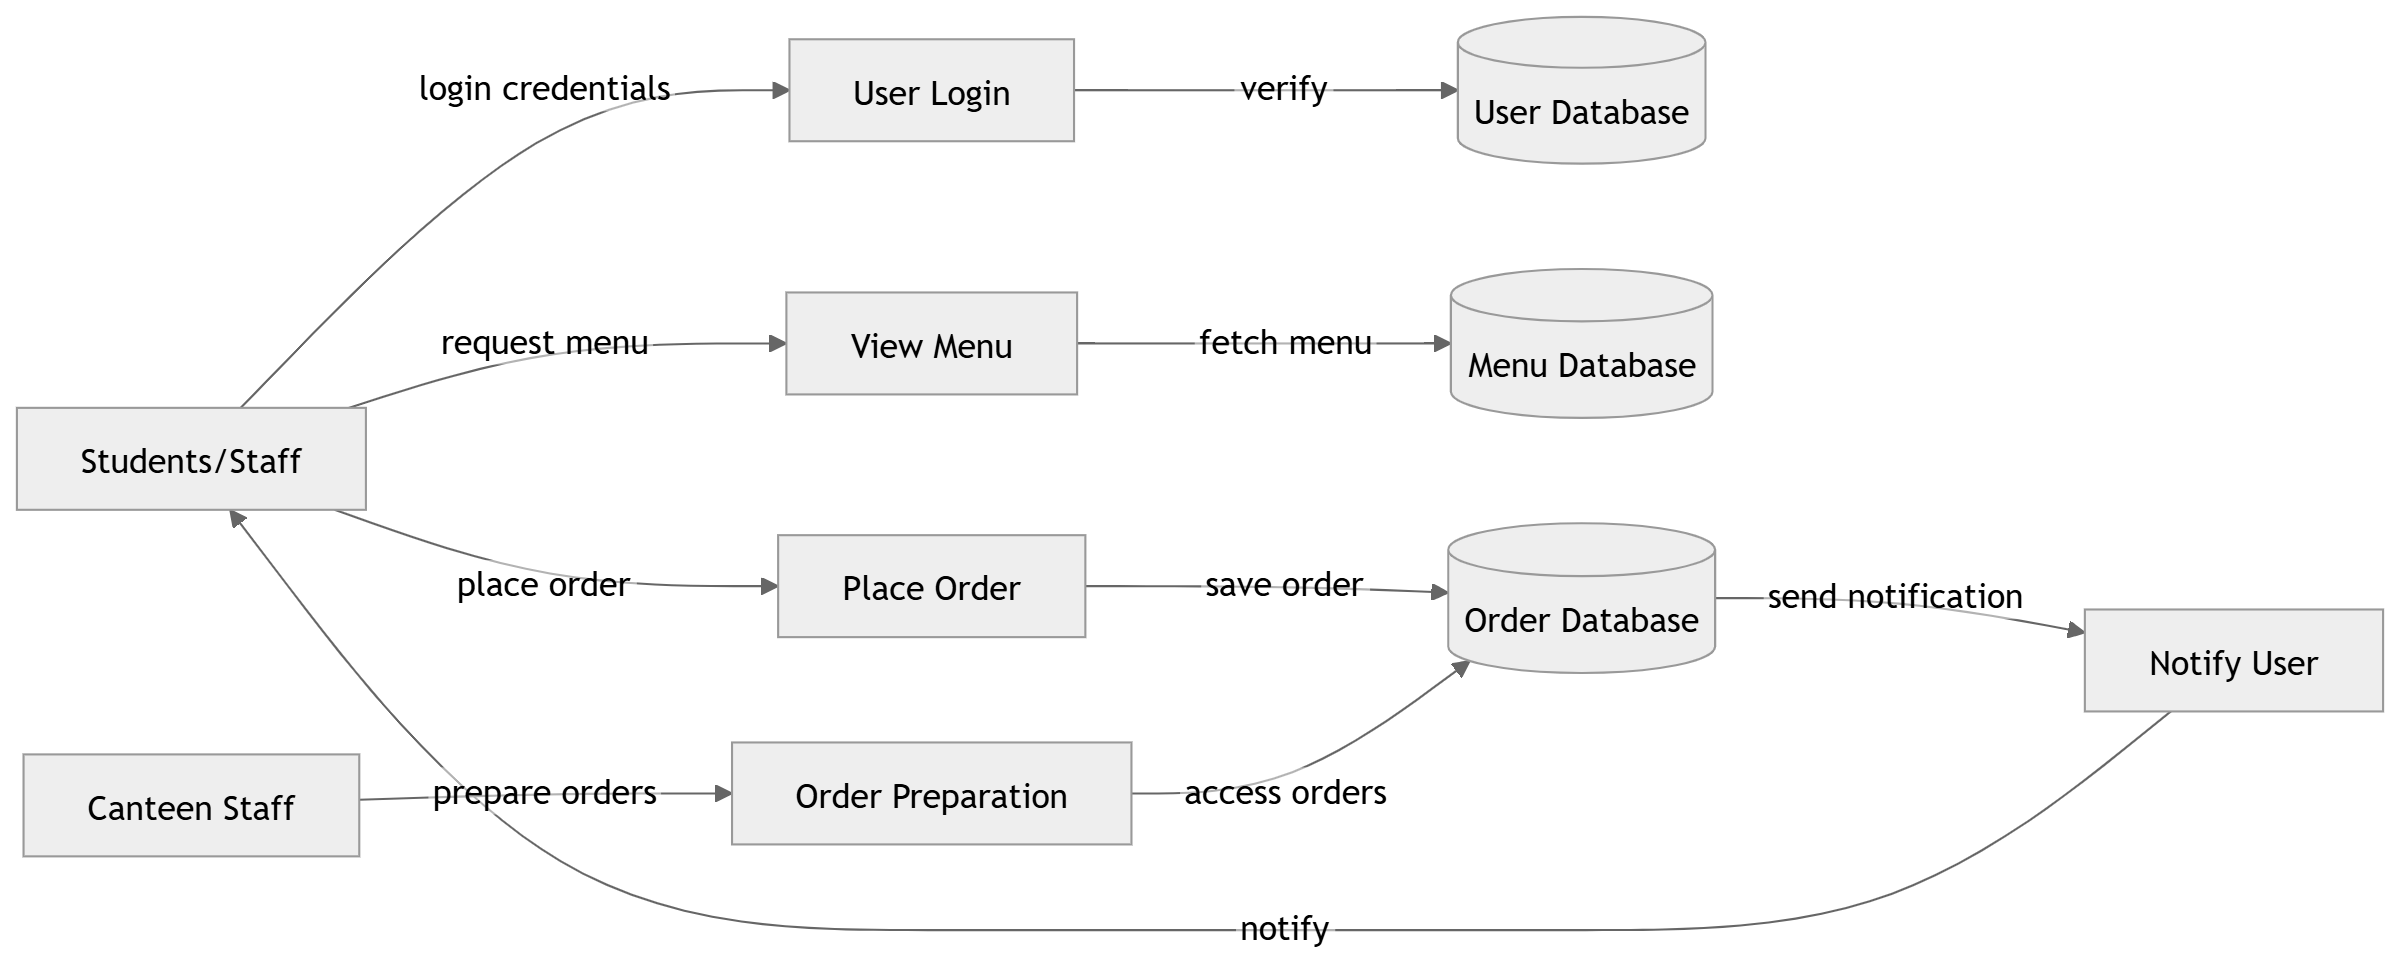 login credentials
User Login
verify
User Database
request menu
View Menu
fetch menu
Menu Database
Students/Staff
place order
Place Order
save order
Order Database
send notification
Notify User
Canteen Staff
prepare orders
Order Preparation
access orders
notify